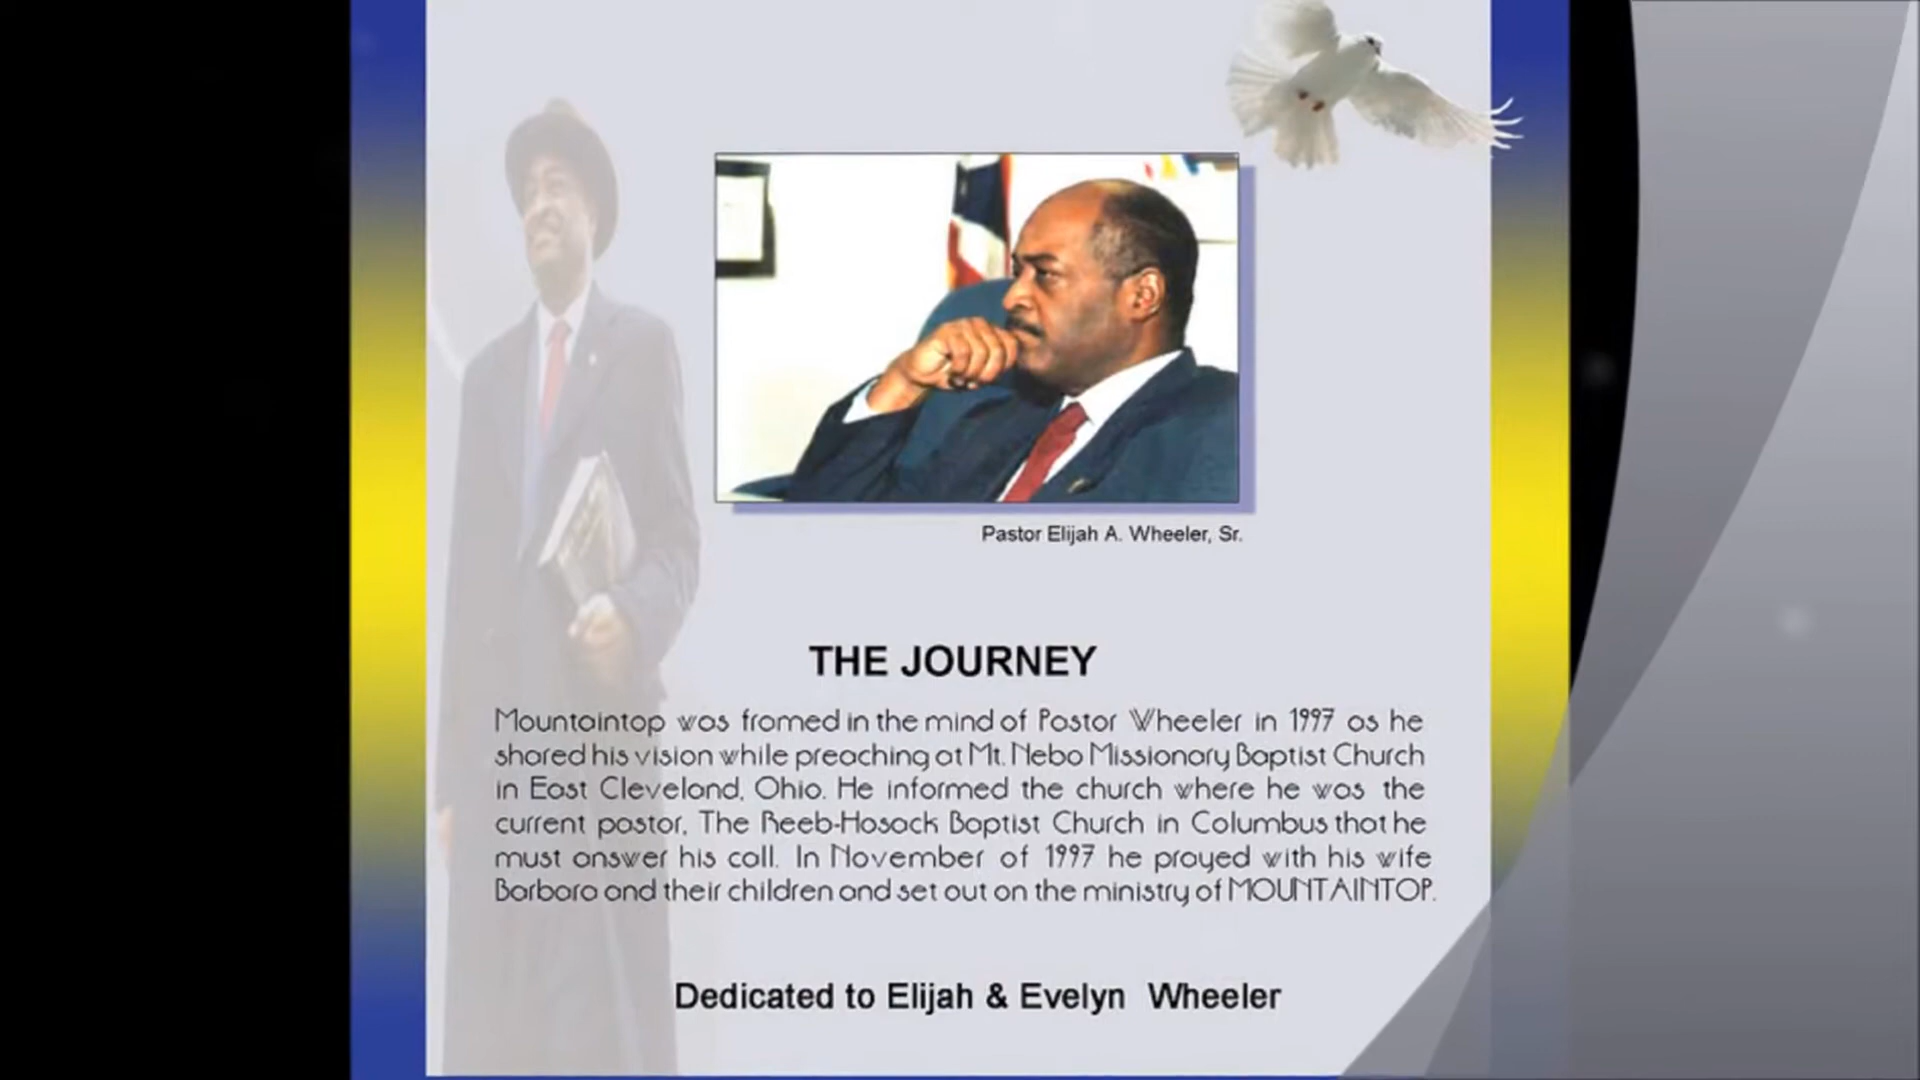 Pastor Elijah A. Wheeler, Sr.
THE JOURNEY
Mountaintop was framed in the mind of Pastor Wheeler in 1997 as he
shared his vision while preaching at Mt. Nebo Missionary Baptist Church
in East Cleveland, Ohio. He informed the church where he was the
current pastor, The Reeb-Hosack Baptist Church in Columbus that he
must answer his call. In November of 1997 he prayed with his wife
Barbara and their children and set out on the ministry of MOUNTAINTOP.
Dedicated to Elijah & Evelyn Wheeler